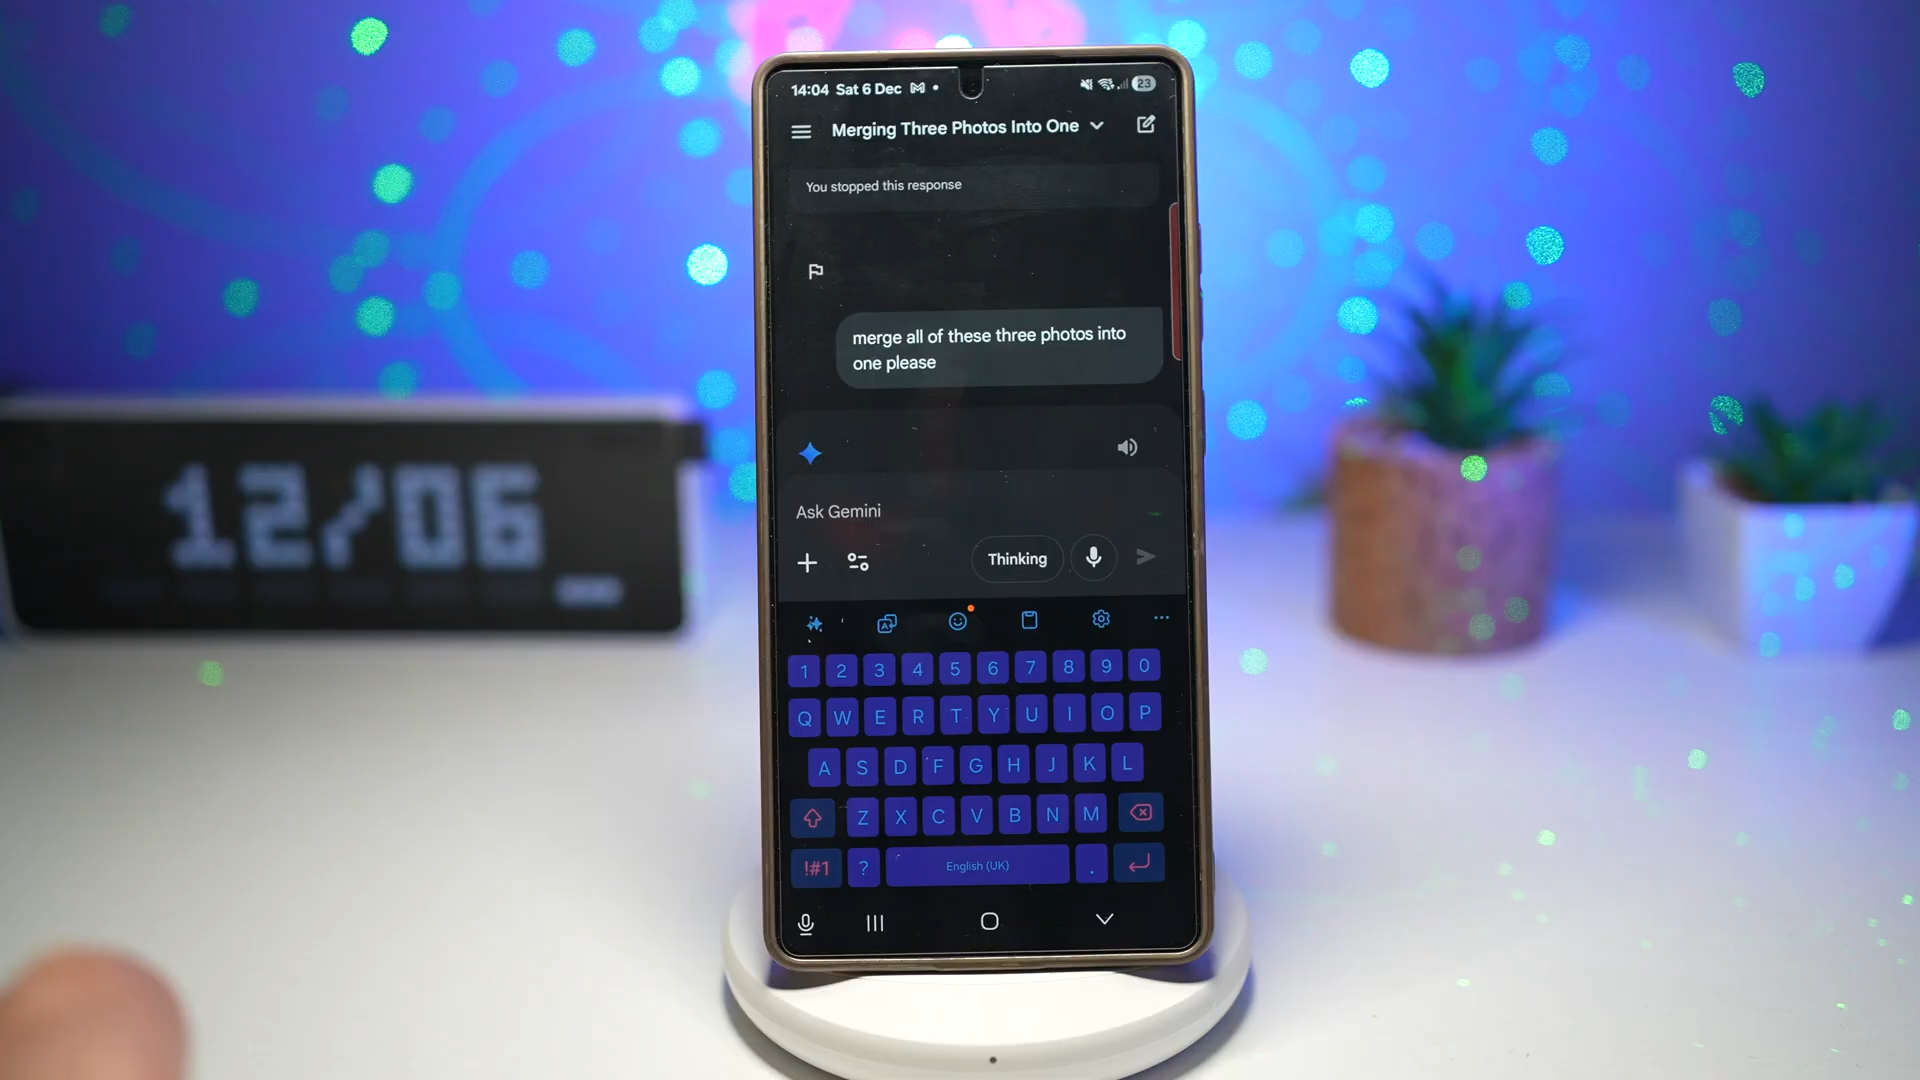 14:04 Sat 6 Dec
23
Merging Three Photos Into One
You stopped this response
merge all of these three photos into
one please
Ask Gemini
Thinking
12/06
1 2 3 4 5 6 7 8 9 0
Q W E R T Y U I O P
A S D F G H J K L
Z X C V B N M
!#1 ? English (UK) .